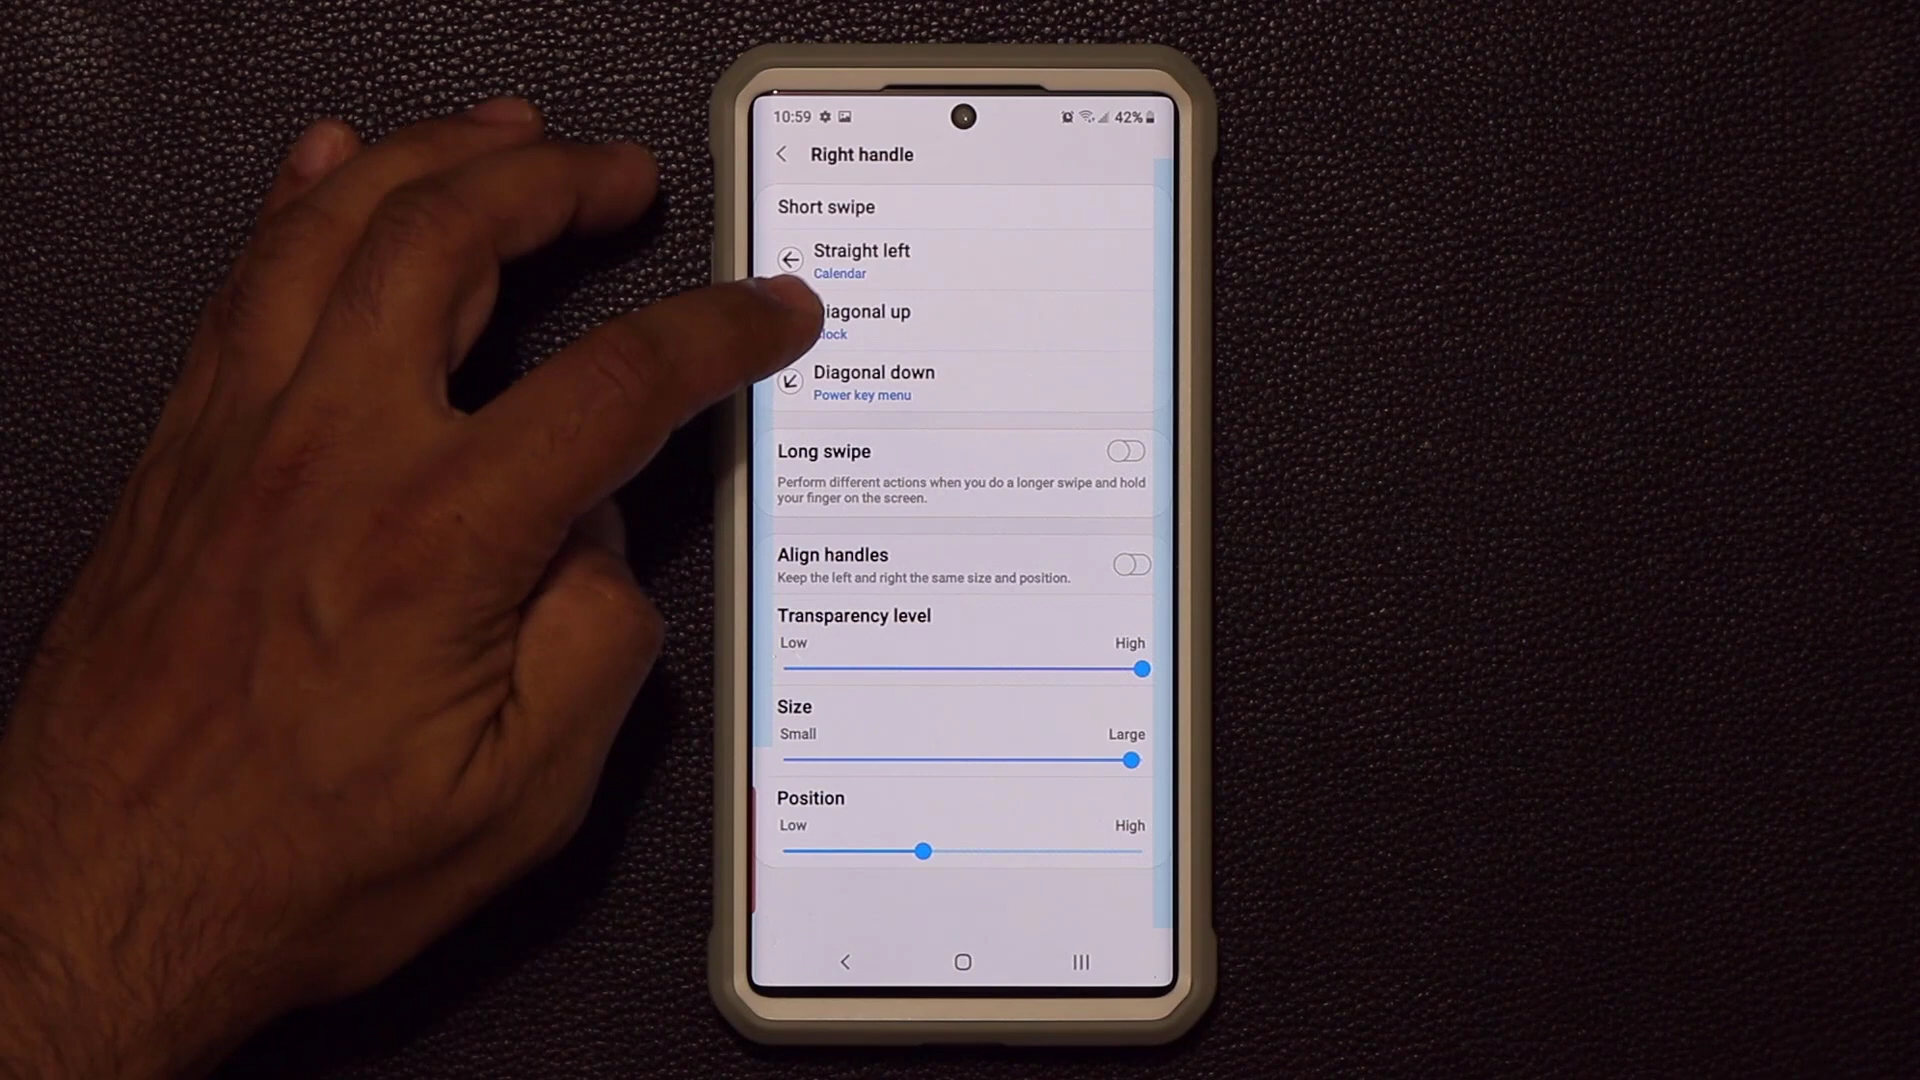 10:59 42%
Right handle
Short swipe
Straight left
Calendar
iagonal up
lock
Diagonal down
Power key menu
Long swipe
Perform different actions when you do a longer swipe and hold
your finger on the screen.
Align handles
Keep the left and right the same size and position.
Transparency level
Low High
Size
Small Large
Position
Low High